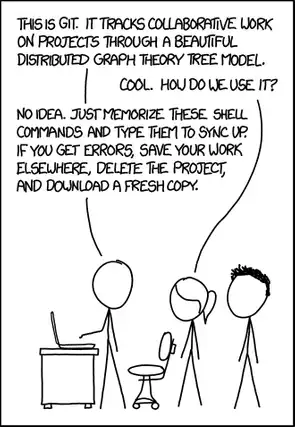 THIS IS GIT. IT TRACKS COLLABORATIVE WORK
ON PROJECTS THROUGH A BEAUTIFUL
DISTRIBUTED GRAPH THEORY TREE MODEL.
COOL. HOW DO WE USE IT?
NO IDEA. JUST MEMORIZE THESE SHELL
COMMANDS AND TYPE THEM TO SYNC UP.
IF YOU GET ERRORS, SAVE YOUR WORK
ELSEWHERE, DELETE THE PROJECT,
AND DOWNLOAD A FRESH COPY.